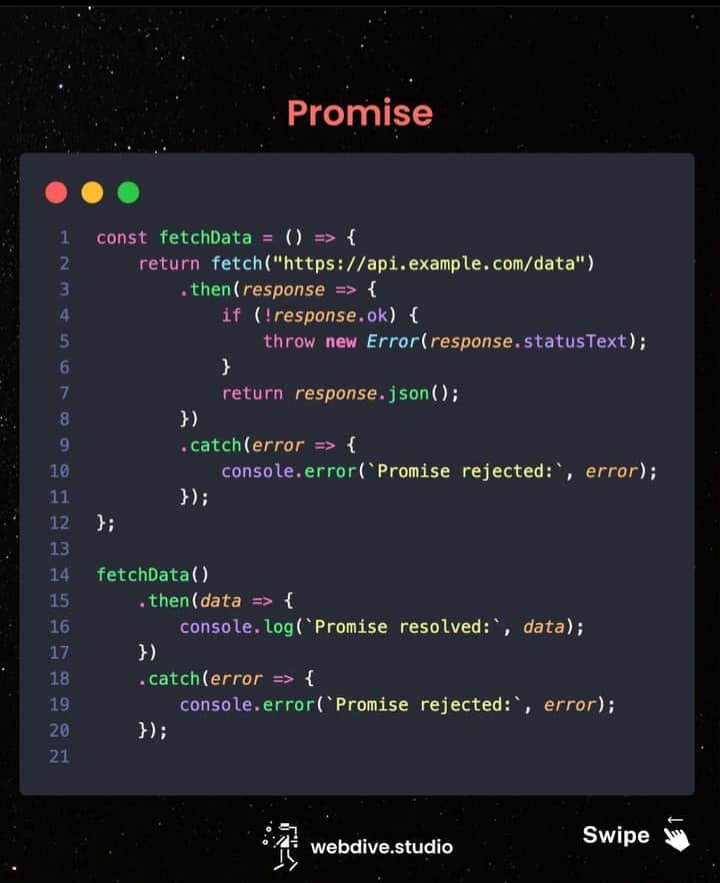 Promise
1 const fetchData = () => {
2     return fetch("https://api.example.com/data")
3         .then(response => {
4             if (!response.ok) {
5                 throw new Error(response.statusText);
6             }
7             return response.json();
8         })
9         .catch(error => {
10             console.error(`Promise rejected:`, error);
11         });
12 };
13
14 fetchData()
15     .then(data => {
16         console.log(`Promise resolved:`, data);
17     })
18     .catch(error => {
19         console.error(`Promise rejected:`, error);
20     });
21
webdive.studio
Swipe